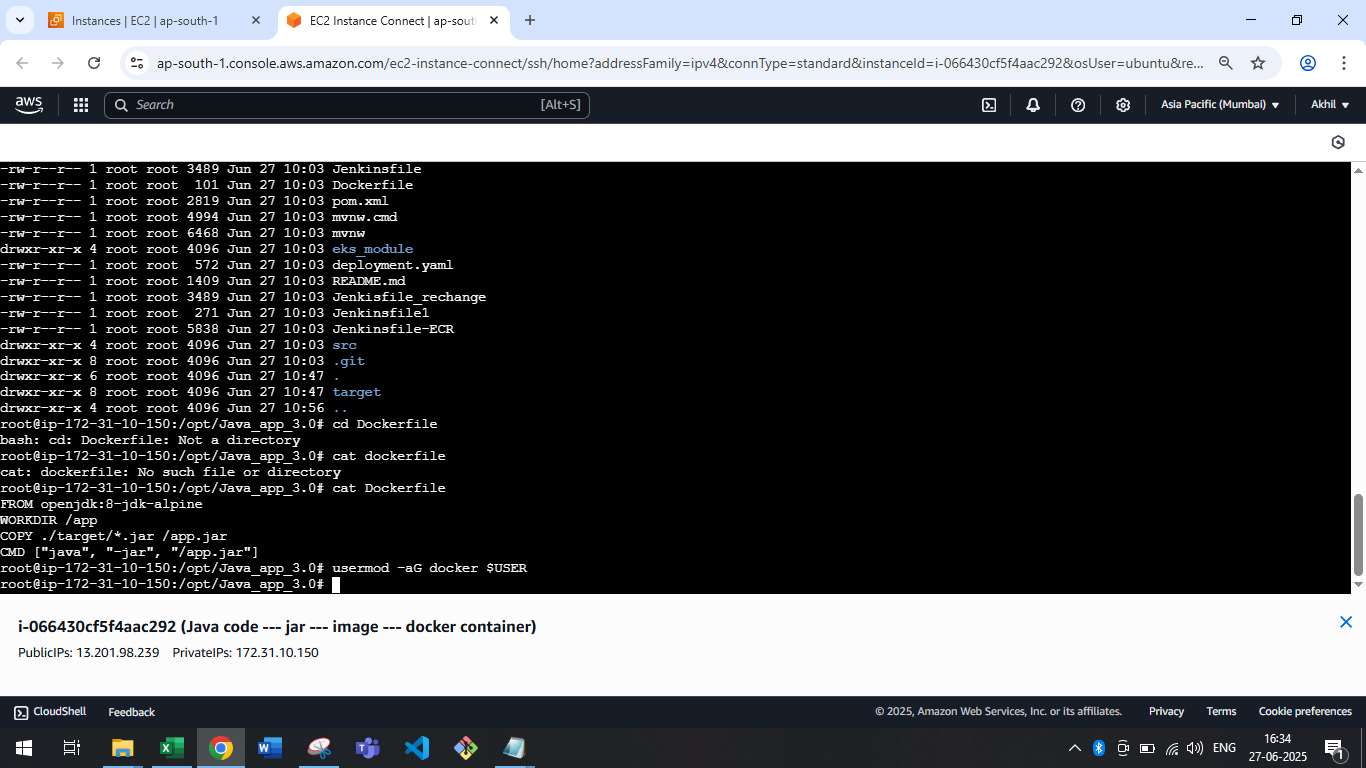 Instances | EC2 | ap-south-1
EC2 Instance Connect | ap-sout
ap-south-1.console.aws.amazon.com/ec2-instance-connect/ssh/home?addressFamily=ipv4&connType=standard&instanceId=i-066430cf5f4aac292&osUser=ubuntu&re...
aws
Search
[Alt+S]
Asia Pacific (Mumbai)
Akhil
-rw-r--r-- 1 root root 3489 Jun 27 10:03 Jenkinsfile
-rw-r--r-- 1 root root  101 Jun 27 10:03 Dockerfile
-rw-r--r-- 1 root root 2819 Jun 27 10:03 pom.xml
-rw-r--r-- 1 root root 4994 Jun 27 10:03 mvnw.cmd
-rw-r--r-- 1 root root 6468 Jun 27 10:03 mvnw
drwxr-xr-x 4 root root 4096 Jun 27 10:03 eks_module
-rw-r--r-- 1 root root  572 Jun 27 10:03 deployment.yaml
-rw-r--r-- 1 root root 1409 Jun 27 10:03 README.md
-rw-r--r-- 1 root root 3489 Jun 27 10:03 Jenkisfile_rechange
-rw-r--r-- 1 root root  271 Jun 27 10:03 Jenkinsfile1
-rw-r--r-- 1 root root 5838 Jun 27 10:03 Jenkinsfile-ECR
drwxr-xr-x 4 root root 4096 Jun 27 10:03 src
drwxr-xr-x 8 root root 4096 Jun 27 10:03 .git
drwxr-xr-x 6 root root 4096 Jun 27 10:47 .
drwxr-xr-x 8 root root 4096 Jun 27 10:47 target
drwxr-xr-x 4 root root 4096 Jun 27 10:56 ..
root@ip-172-31-10-150:/opt/Java_app_3.0# cd Dockerfile
bash: cd: Dockerfile: Not a directory
root@ip-172-31-10-150:/opt/Java_app_3.0# cat dockerfile
cat: dockerfile: No such file or directory
root@ip-172-31-10-150:/opt/Java_app_3.0# cat Dockerfile
FROM openjdk:8-jdk-alpine
WORKDIR /app
COPY ./target/*.jar /app.jar
CMD ["java", "-jar", "/app.jar"]
root@ip-172-31-10-150:/opt/Java_app_3.0# usermod -aG docker $USER
root@ip-172-31-10-150:/opt/Java_app_3.0#
i-066430cf5f4aac292 (Java code --- jar --- image --- docker container)
PublicIPs: 13.201.98.239 PrivateIPs: 172.31.10.150
CloudShell
Feedback
© 2025, Amazon Web Services, Inc. or its affiliates.
Privacy
Terms
Cookie preferences
ENG
16:34
27-06-2025
1